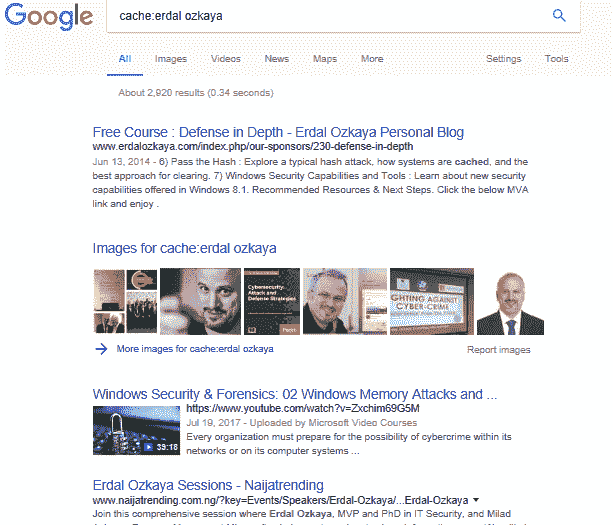 Google
cache:erdal ozkaya
All Images Videos News Maps More Settings Tools
About 2,920 results (0.34 seconds)
Free Course : Defense in Depth - Erdal Ozkaya Personal Blog
www.erdalozkaya.com/index.php/our-sponsors/230-defense-in-depth
Jun 13, 2014 - 6) Pass the Hash : Explore a typical hash attack, how systems are cached, and the
best approach for clearing. 7) Windows Security Capabilities and Tools : Learn about new security
capabilities offered in Windows 8.1. Recommended Resources & Next Steps. Click the below MVA
link and enjoy .
Images for cache:erdal ozkaya
Cybersecurity
Attack and
Defense Strategies
Packt
GHTING AGAINST
CYBER-CRIME
More images for cache:erdal ozkaya Report images
Windows Security & Forensics: 02 Windows Memory Attacks and ...
https://www.youtube.com/watch?v=Zxchim69G5M
Jul 19, 2017 - Uploaded by Microsoft Video Courses
Every organization must prepare for the possibility of cybercrime within its
networks or on its computer systems ...
39:18
Erdal Ozkaya Sessions - Naijatrending
www.naijatrending.com.ng/?key=Events/Speakers/Erdal-Ozkaya/...Erdal-Ozkaya
Join this comprehensive session where Erdal Ozkaya, MVP and PhD in IT Security, and Milad